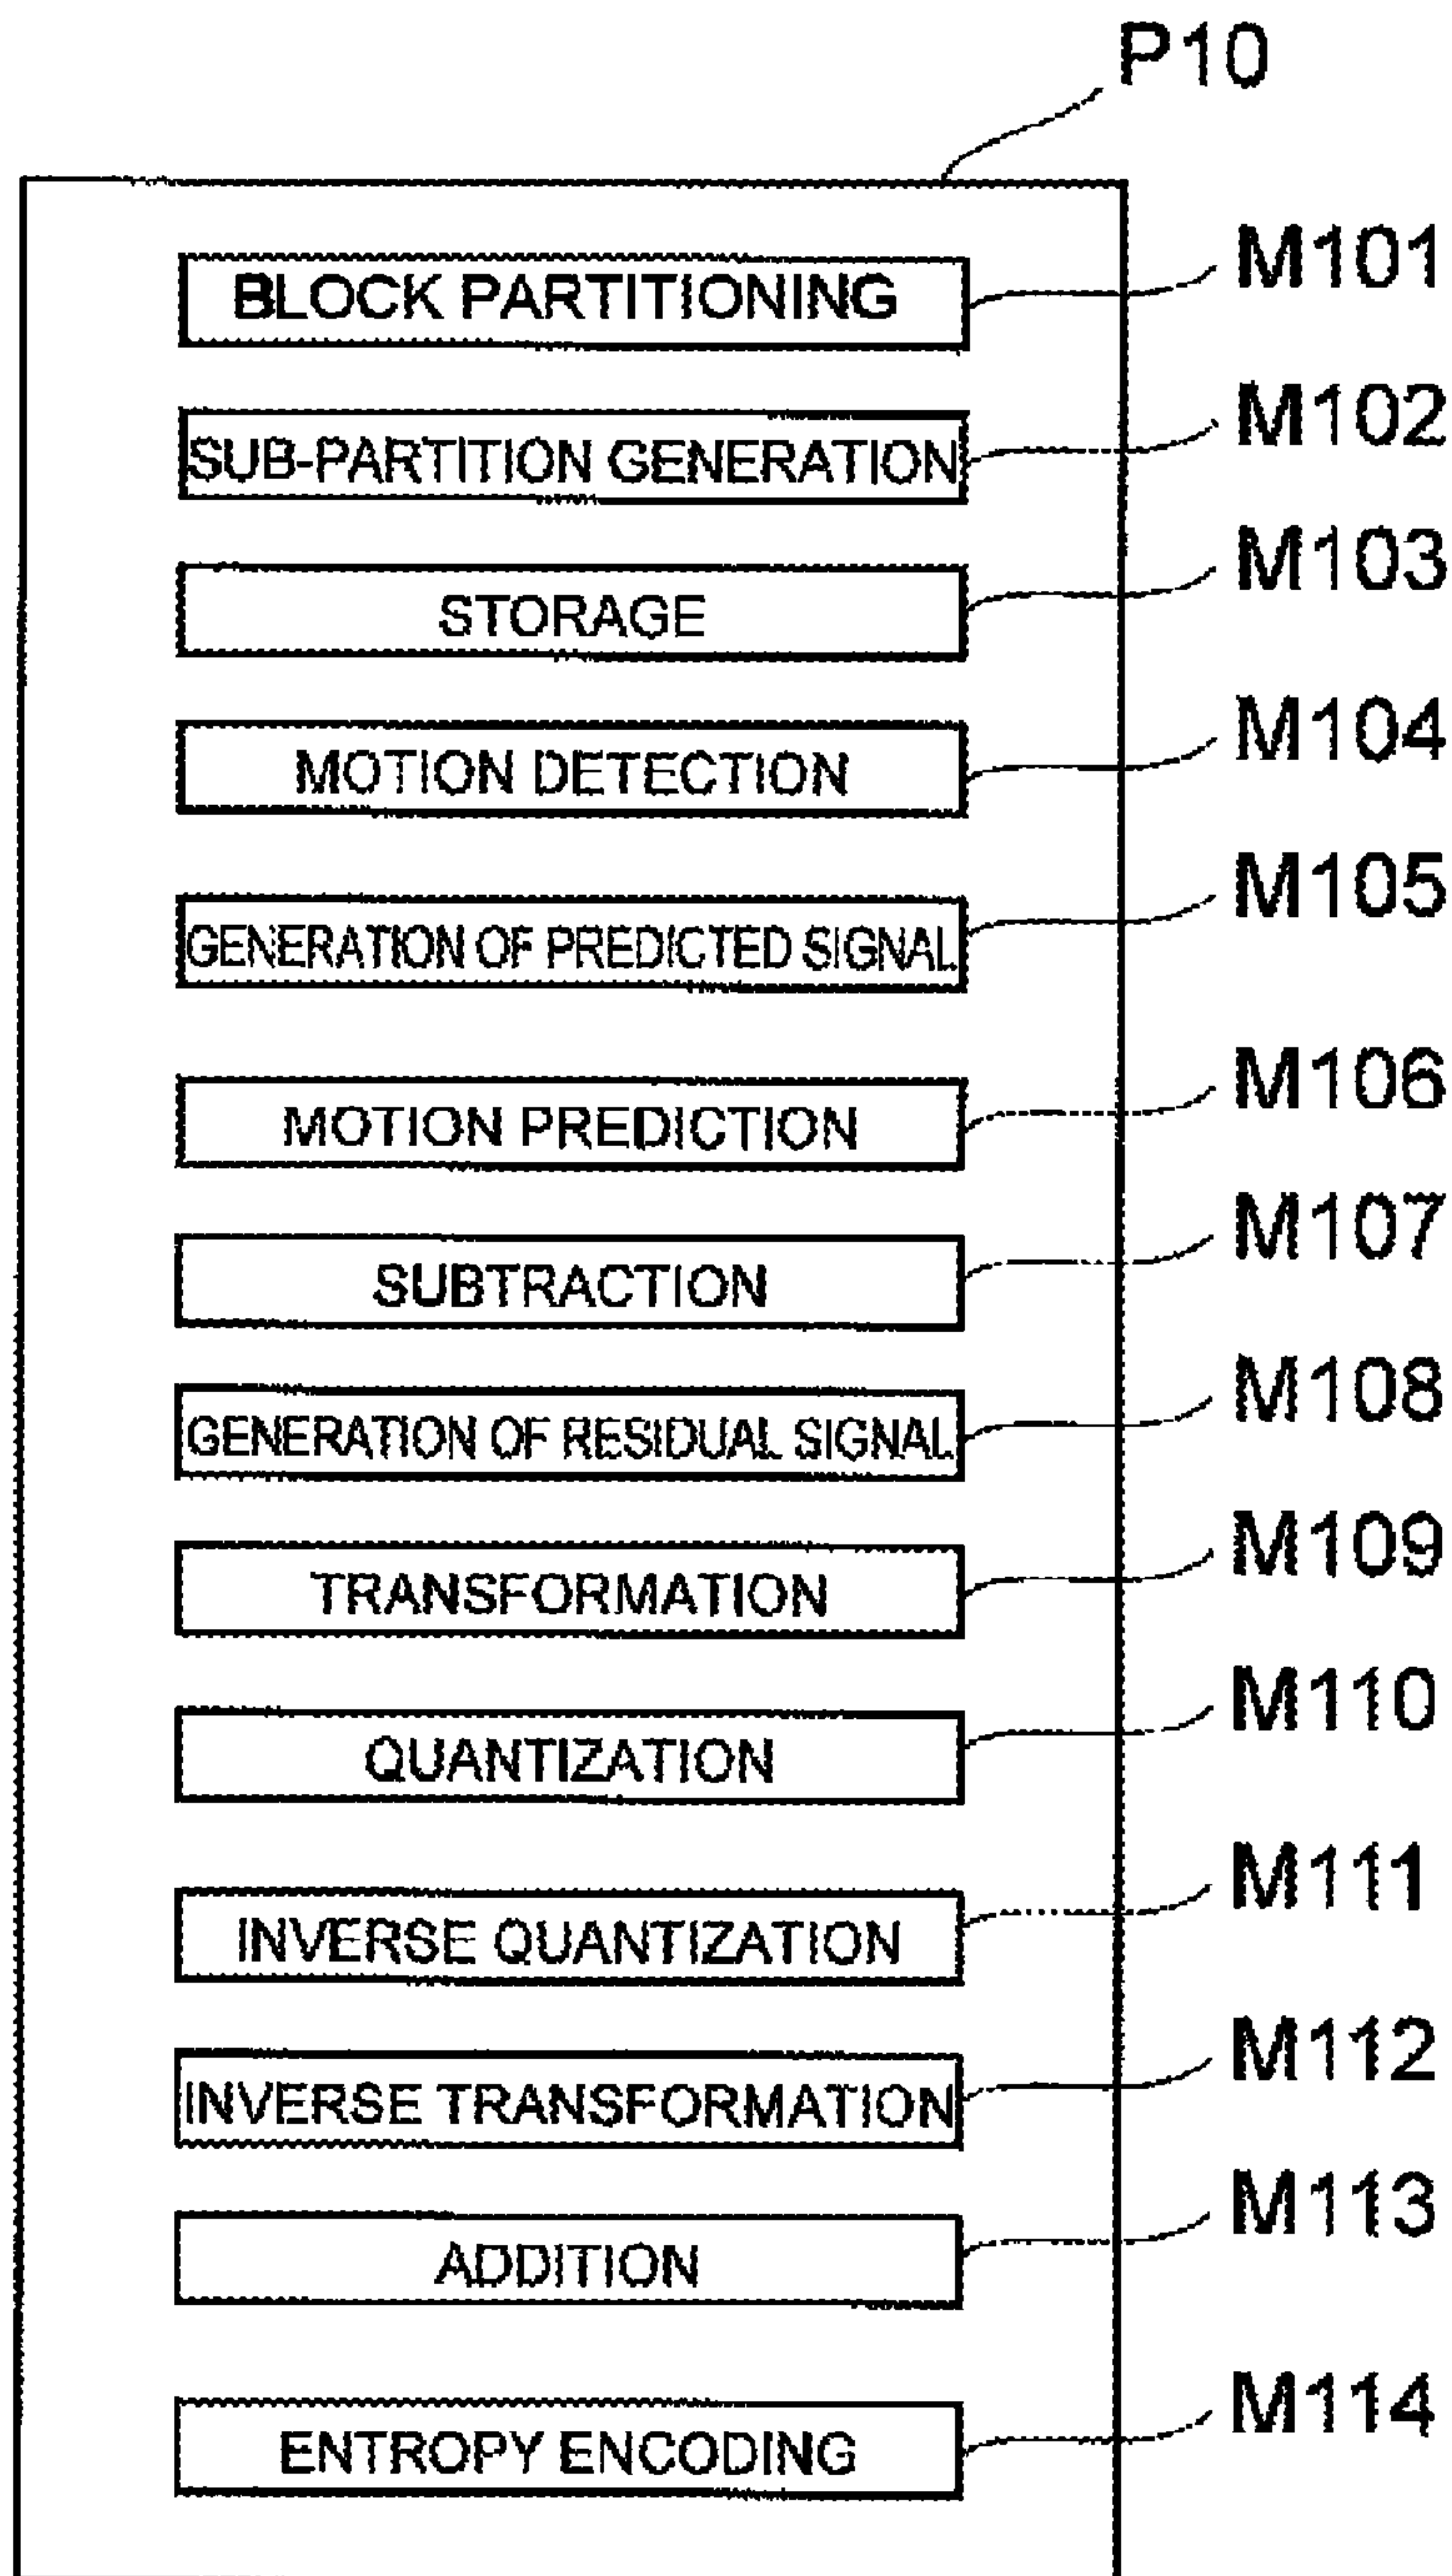 P10
BLOCK PARTITIONING M101
SUB-PARTITION GENERATION M102
STORAGE M103
MOTION DETECTION M104
GENERATION OF PREDICTED SIGNAL M105
MOTION PREDICTION M106
SUBTRACTION M107
GENERATION OF RESIDUAL SIGNAL M108
TRANSFORMATION M109
QUANTIZATION M110
INVERSE QUANTIZATION M111
INVERSE TRANSFORMATION M112
ADDITION M113
ENTROPY ENCODING M114